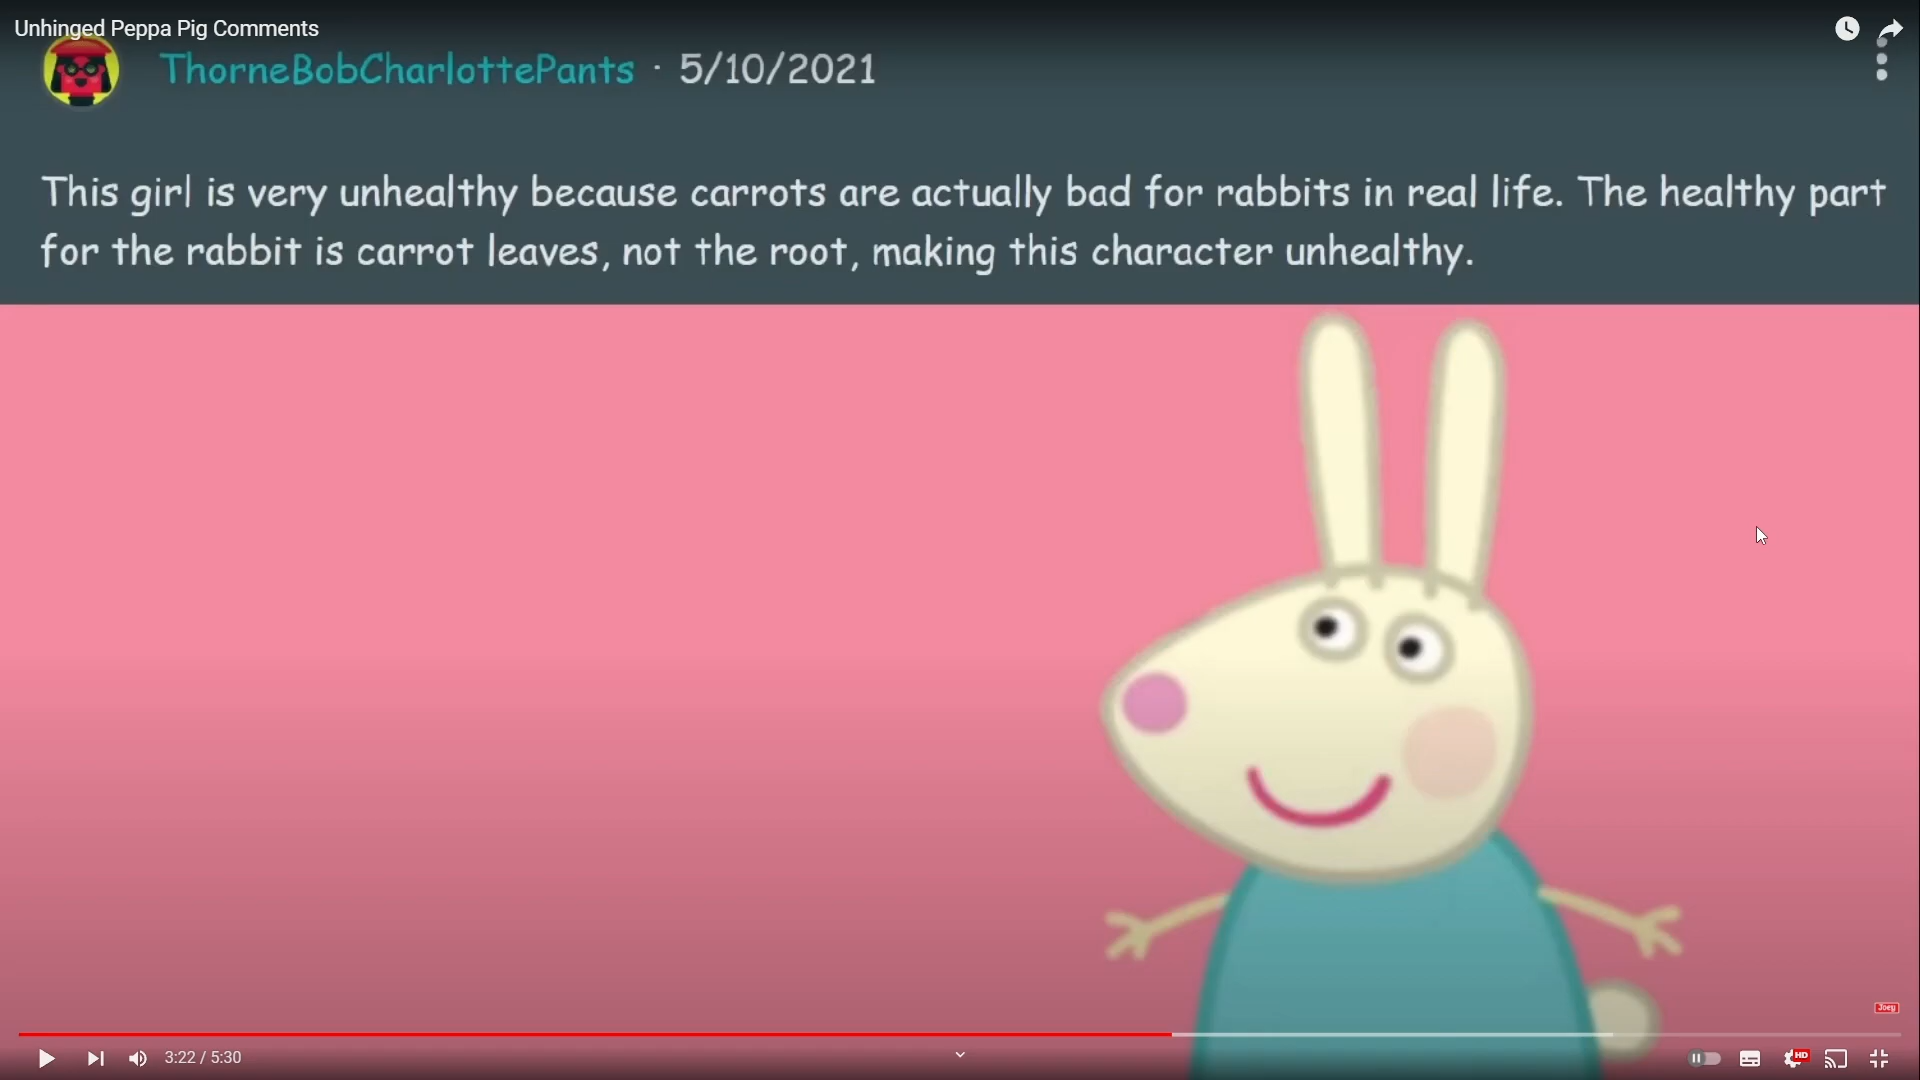 Unhinged Peppa Pig Comments
ThorneBobCharlottePants · 5/10/2021
This girl is very unhealthy because carrots are actually bad for rabbits in real life. The healthy part
for the rabbit is carrot leaves, not the root, making this character unhealthy.
Joey
3:22 / 5:30
HD